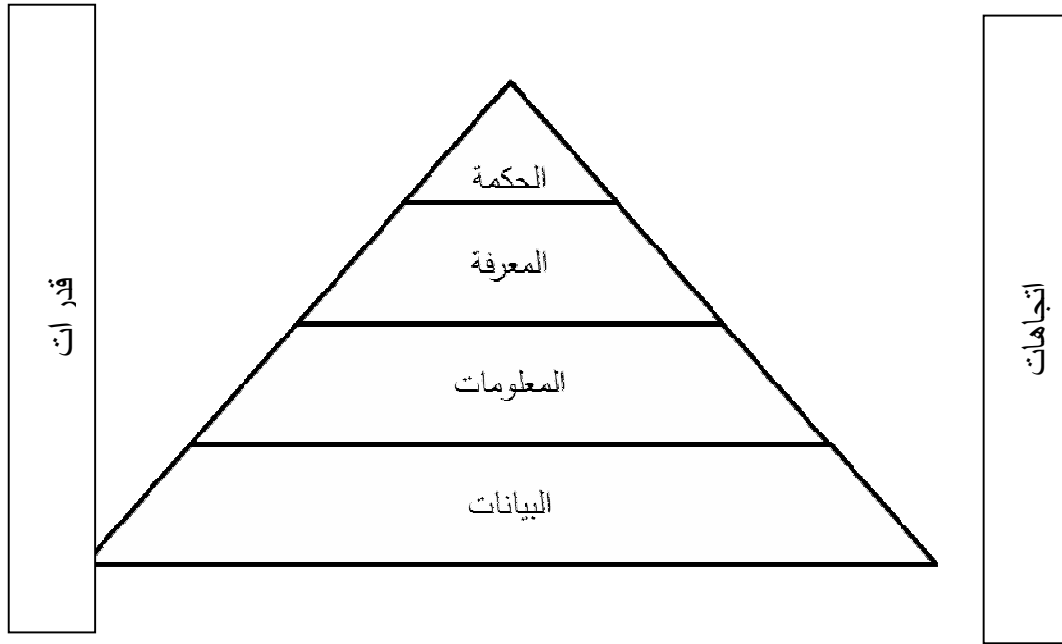 الحكمة
المعرفة
المعلومات
البيانات
قدرات
اتجاهات